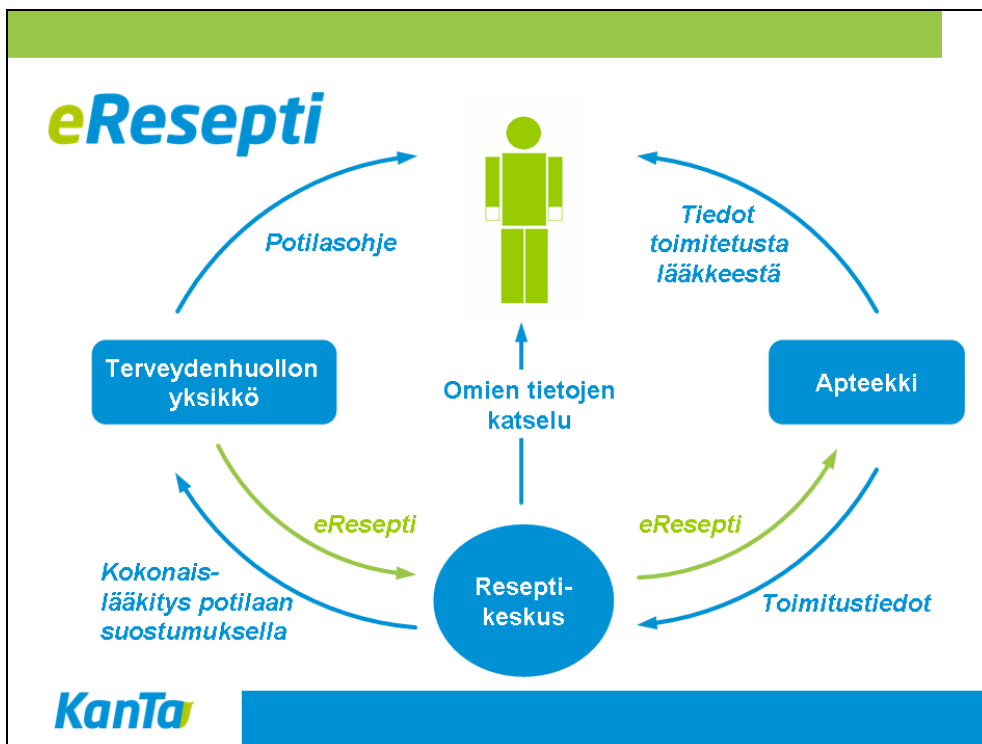 eResepti
Potilasohje
Tiedot
toimitetusta
lääkkeestä
Terveydenhuollon
yksikkö
Omien tietojen
katselu
Apteekki
eResepti
eResepti
Kokonais-
lääkitys potilaan
suostumuksella
Resepti-
keskus
Toimitustiedot
KanTa